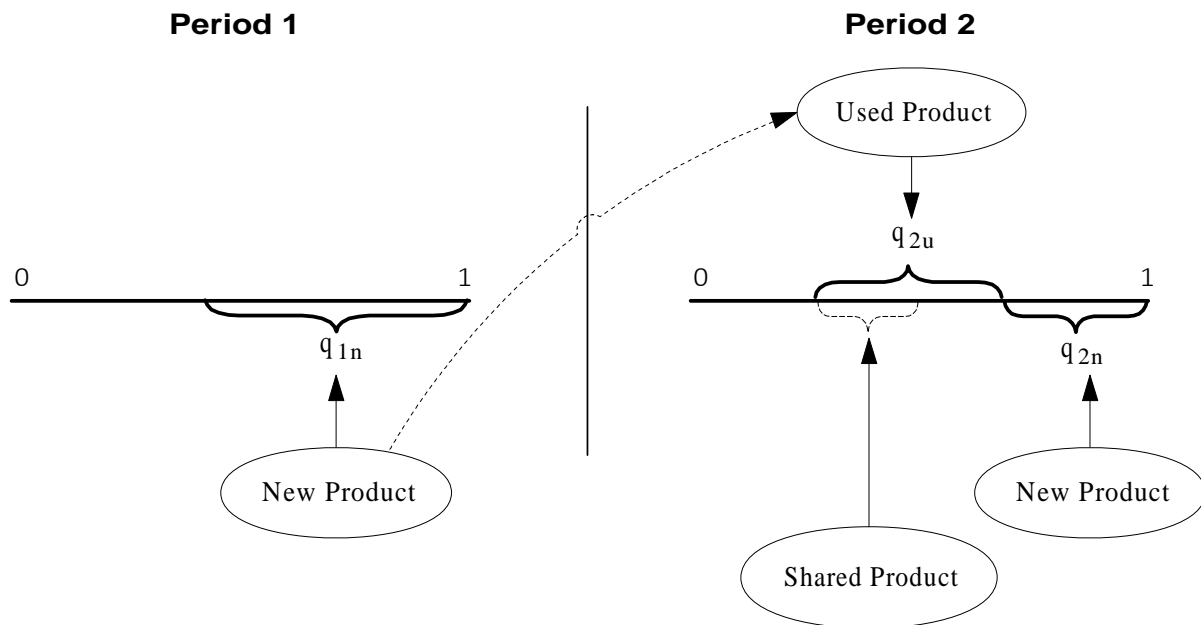 Period 1
Period 2
Used Product
q2u
0
1
0
1
q1n
q2n
New Product
New Product
Shared Product